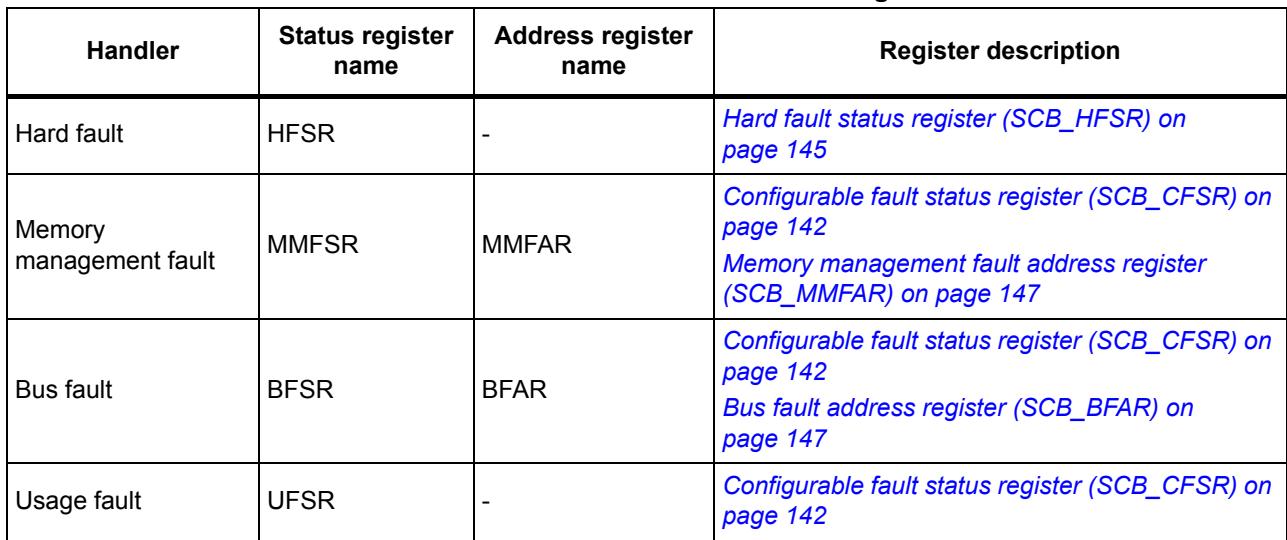 Handler
Status register
name
Address register
name
Register description
Hard fault
HFSR
-
Hard fault status register (SCB_HFSR) on
page 145
Memory
management fault
MMFSR
MMFAR
Configurable fault status register (SCB_CFSR) on
page 142
Memory management fault address register
(SCB_MMFAR) on page 147
Bus fault
BFSR
BFAR
Configurable fault status register (SCB_CFSR) on
page 142
Bus fault address register (SCB_BFAR) on
page 147
Usage fault
UFSR
-
Configurable fault status register (SCB_CFSR) on
page 142